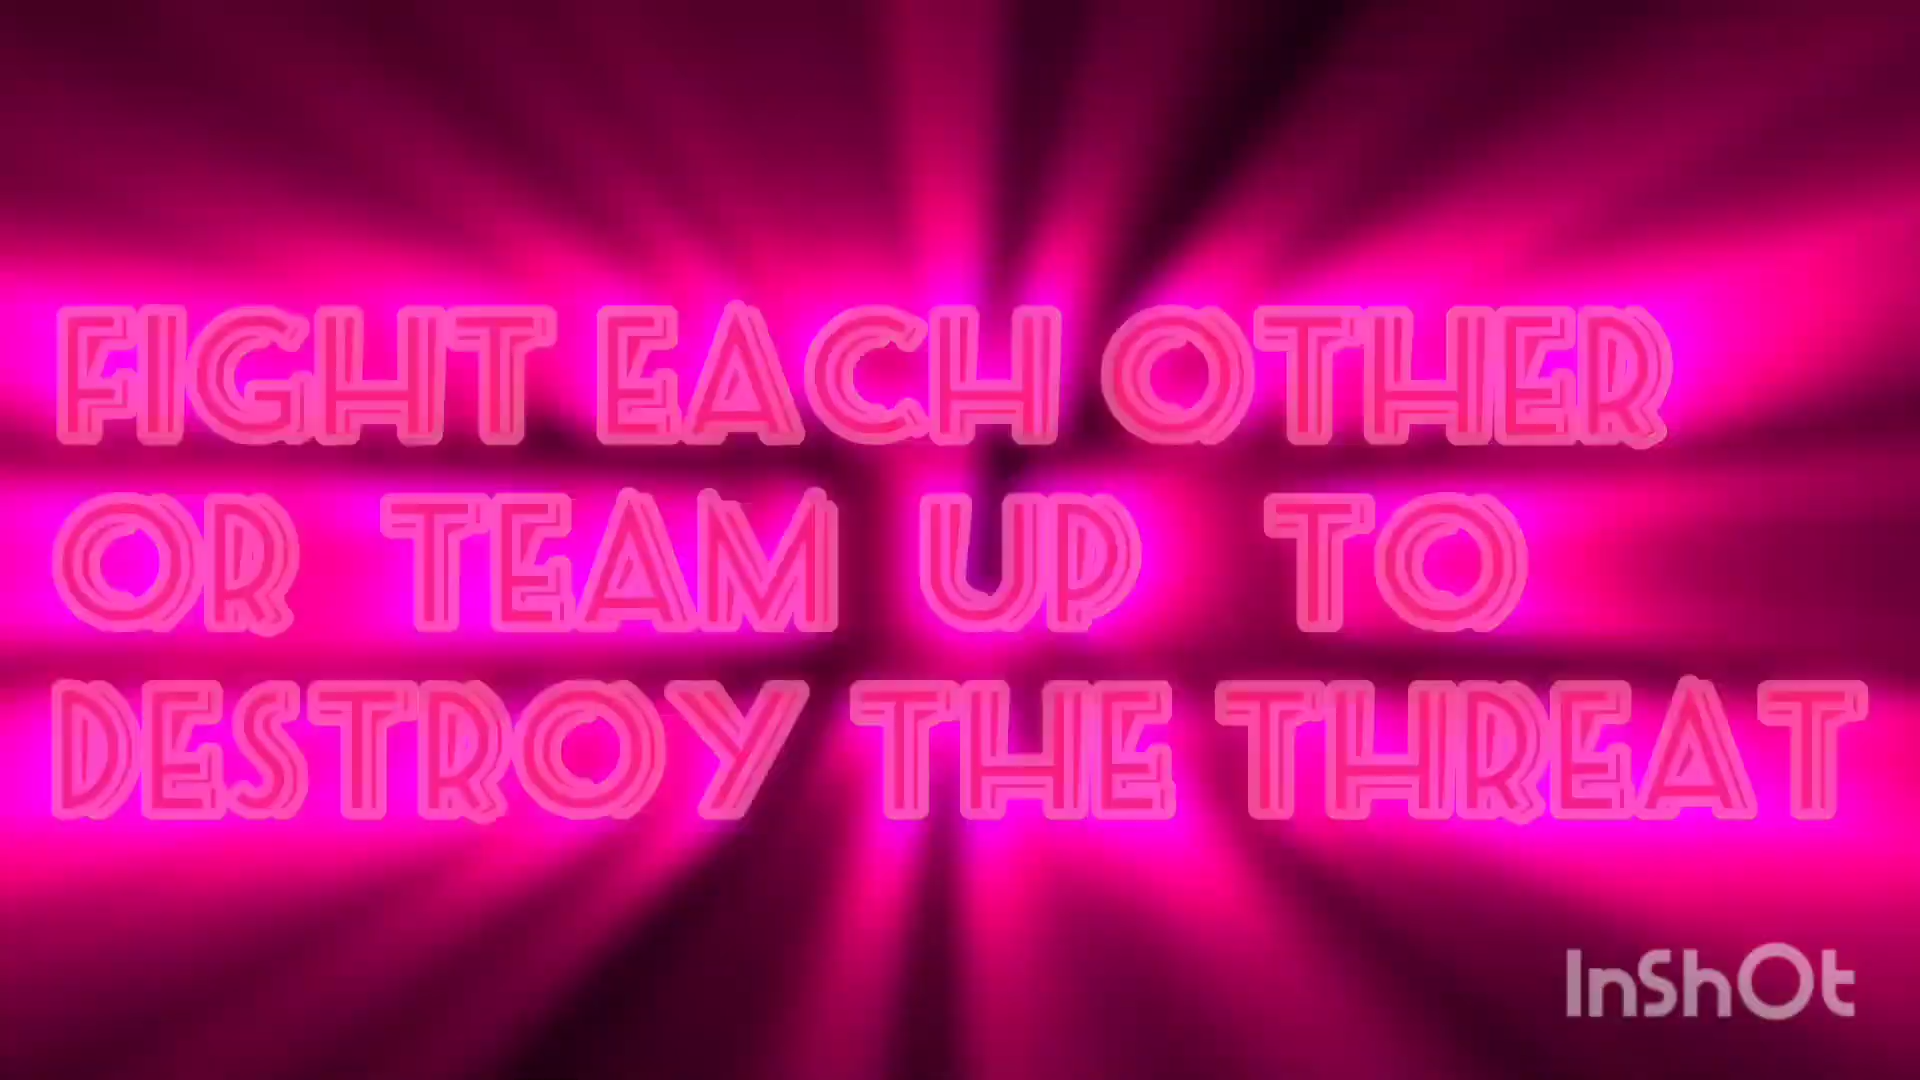 FIGHT EACH OTHER
OR TEAM UP TO
DESTROY THE THREAT
InShOt